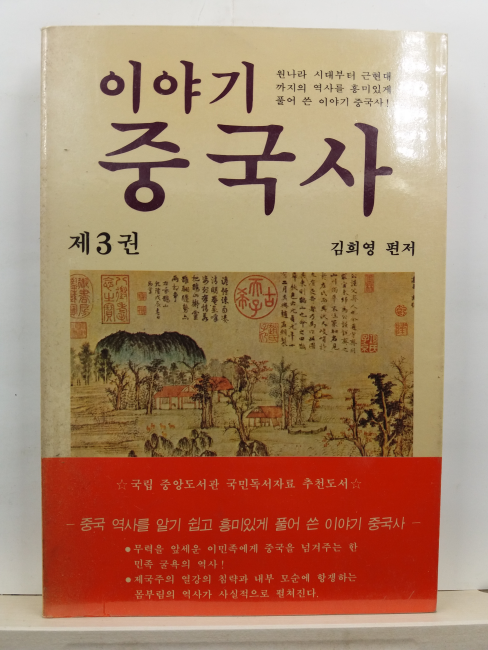 이야기
원나라 시대부터 근현대
까지의 역사를 흥미있게
풀어 쓴 이야기 중국사!
중국사
제3권
김희영 편저
☆국립 중앙도서관 국민독서자료 추천도서☆
– 중국 역사를 알기 쉽고 흥미있게 풀어 쓴 이야기 중국사 –
●무력을 앞세운 이민족에게 중국을 넘겨주는 한
민족 굴욕의 역사!
●제국주의 열강의 침략과 내부 모순에 항쟁하는
몸부림의 역사가 사실적으로 펼쳐진다.